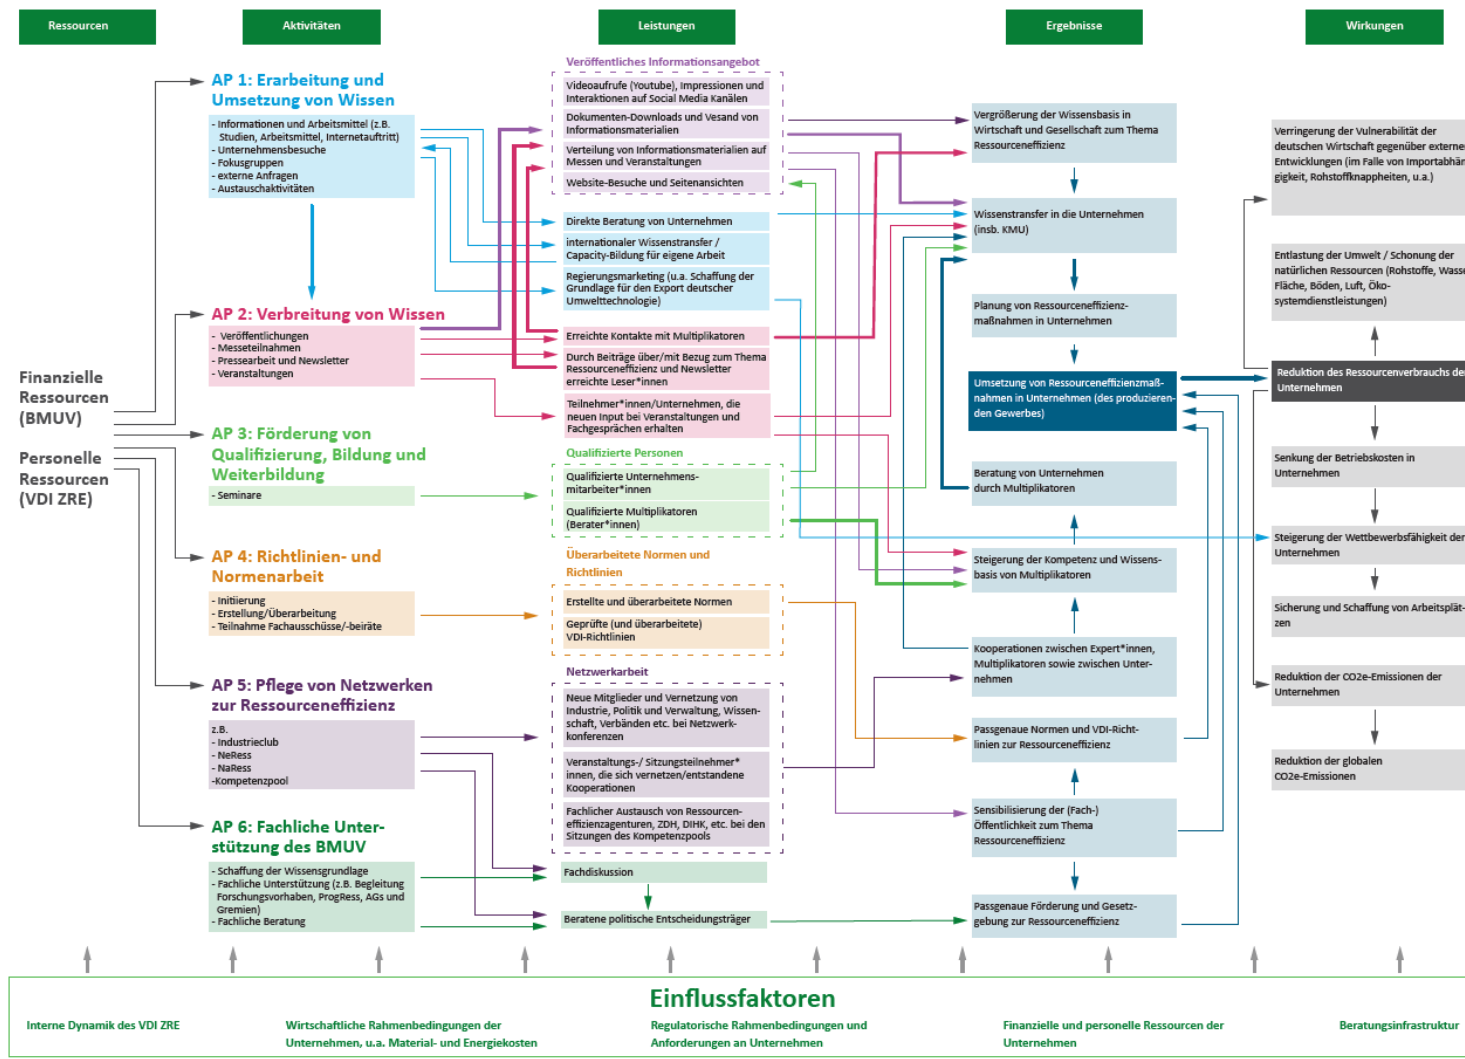 Ressourcen
Aktivitäten
Leistungen
Ergebnisse
Wirkungen
Finanzielle
Ressourcen
(BMUV)
Personelle
Ressourcen
(VDI ZRE)
AP 1: Erarbeitung und
Umsetzung von Wissen
- Informationen und Arbeitsmittel (z.B.
Studien, Arbeitsmittel, Internetauftritt)
- Unternehmensbesuche
- Fokusgruppen
- externe Anfragen
- Austauschaktivitäten
AP 2: Verbreitung von Wissen
- Veröffentlichungen
- Messeteilnahmen
- Pressearbeit und Newsletter
- Veranstaltungen
AP 3: Förderung von
Qualifizierung, Bildung und
Weiterbildung
- Seminare
AP 4: Richtlinien- und
Normenarbeit
- Initiierung
- Erstellung/Überarbeitung
- Teilnahme Fachausschüsse/-beiräte
AP 5: Pflege von Netzwerken
zur Ressourceneffizienz
z.B.
- Industrieclub
- NeRess
- NaRess
-Kompetenzpool
AP 6: Fachliche Unter-
stützung des BMUV
- Schaffung der Wissensgrundlage
- Fachliche Unterstützung (z.B. Begleitung
Forschungsvorhaben, ProgRess, AGs und
Gremien)
- Fachliche Beratung
Veröffentliches Informationsangebot
Videoaufrufe (Youtube), Impressionen und
Interaktionen auf Social Media Kanälen
Dokumenten-Downloads und Vesand von
Informationsmaterialien
Verteilung von Informationsmaterialien auf
Messen und Veranstaltungen
Website-Besuche und Seitenansichten
Direkte Beratung von Unternehmen
internationaler Wissenstransfer /
Capacity-Bildung für eigene Arbeit
Regierungsmarketing (u.a. Schaffung der
Grundlage für den Export deutscher
Umwelttechnologie)
Erreichte Kontakte mit Multiplikatoren
Durch Beiträge über/mit Bezug zum Thema
Ressourceneffizienz und Newsletter
erreichte Leser*innen
Teilnehmer*innen/Unternehmen, die
neuen Input bei Veranstaltungen und
Fachgesprächen erhalten
Qualifizierte Personen
Qualifizierte Unternehmens-
mitarbeiter*innen
Qualifizierte Multiplikatoren
(Berater*innen)
Überarbeitete Normen und
Richtlinien
Erstellte und überarbeitete Normen
Geprüfte (und überarbeitete)
VDI-Richtlinien
Netzwerkarbeit
Neue Mitglieder und Vernetzung von
Industrie, Politik und Verwaltung, Wissen-
schaft, Verbänden etc. bei Netzwerk-
konferenzen
Veranstaltungs-/ Sitzungsteilnehmer*
innen, die sich vernetzen/entstandene
Kooperationen
Fachlicher Austausch von Ressourcen-
effizienzagenturen, ZDH, DIHK, etc. bei den
Sitzungen des Kompetenzpools
Fachdiskussion
Beratene politische Entscheidungsträger
Vergrößerung der Wissensbasis in
Wirtschaft und Gesellschaft zum Thema
Ressourceneffizienz
Wissenstransfer in die Unternehmen
(insb. KMU)
Planung von Ressourceneffizienz-
maßnahmen in Unternehmen
Umsetzung von Ressourceneffizienzmaß-
nahmen in Unternehmen (des produzieren-
den Gewerbes)
Beratung von Unternehmen
durch Multiplikatoren
Steigerung der Kompetenz und Wissens-
basis von Multiplikatoren
Kooperationen zwischen Expert*innen,
Multiplikatoren sowie zwischen Unter-
nehmen
Passgenaue Normen und VDI-Richt-
linien zur Ressourceneffizienz
Sensibilisierung der (Fach-)
Öffentlichkeit zum Thema
Ressourceneffizienz
Passgenaue Förderung und Gesetz-
gebung zur Ressourceneffizienz
Verringerung der Vulnerabilität der
deutschen Wirtschaft gegenüber externe
Entwicklungen (im Falle von Importabhän
gigkeit, Rohstoffknappheiten, u.a.)
Entlastung der Umwelt / Schonung der
natürlichen Ressourcen (Rohstoffe, Wasse
Fläche, Böden, Luft, Öko-
systemdienstleistungen)
Reduktion des Ressourcenverbrauchs de
Unternehmen
Senkung der Betriebskosten in
Unternehmen
Steigerung der Wettbewerbsfähigkeit der
Unternehmen
Sicherung und Schaffung von Arbeitsplät-
zen
Reduktion der CO2e-Emissionen der
Unternehmen
Reduktion der globalen
CO2e-Emissionen
Einflussfaktoren
Interne Dynamik des VDI ZRE
Wirtschaftliche Rahmenbedingungen der
Unternehmen, u.a. Material- und Energiekosten
Regulatorische Rahmenbedingungen und
Anforderungen an Unternehmen
Finanzielle und personelle Ressourcen der
Unternehmen
Beratungsinfrastruktur